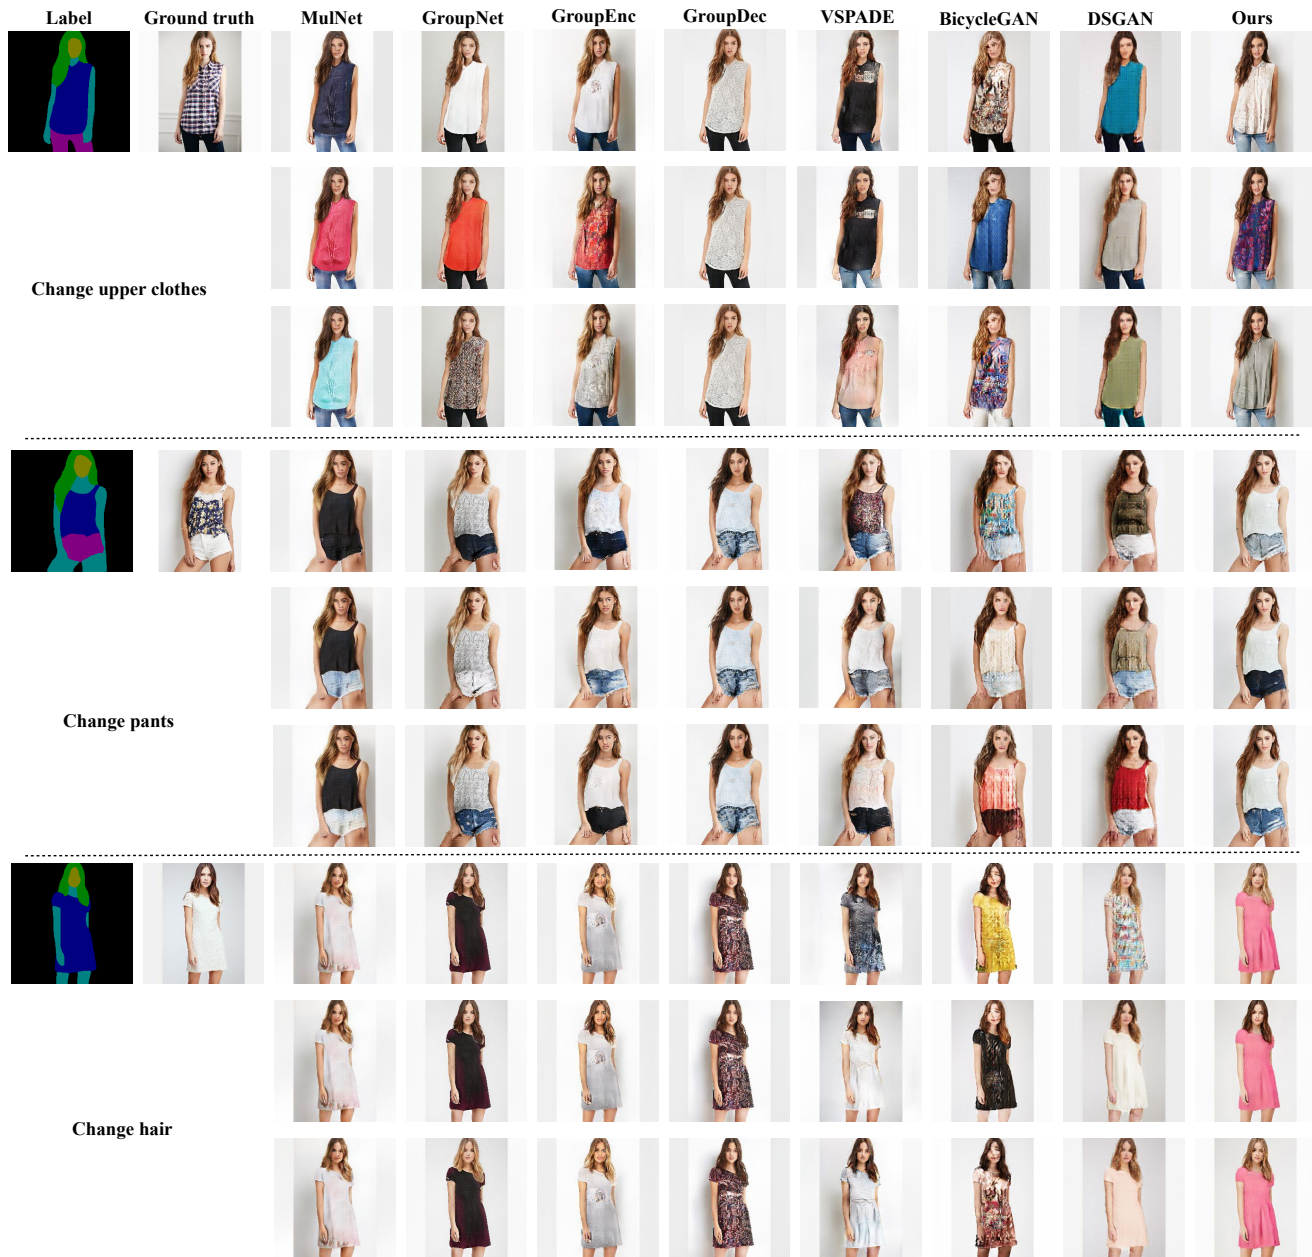 Label Ground truth MulNet GroupNet GroupEnc GroupDec VSPADE BicycleGAN DSGAN Ours
Change upper clothes
Change pants
Change hair